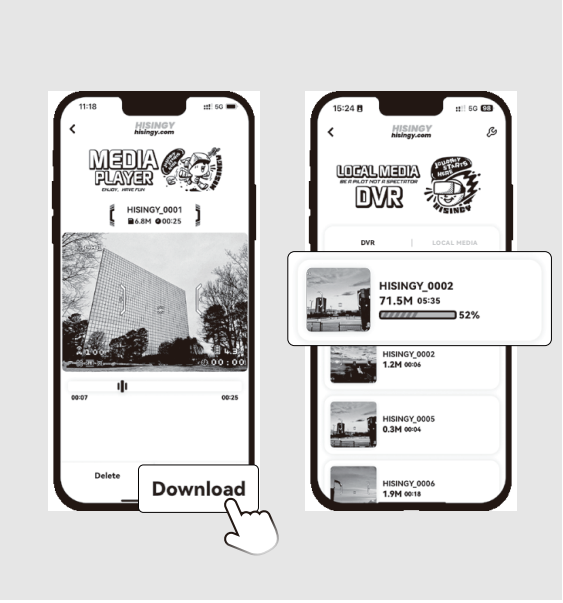 11:18
5G
HISINGY
hisingy.com
MEDIA
PLAYER
HISINGY_0001
6.8M 00:25
00:07
00:25
Delete
Download
15:24
5G 98
HISINGY
hisingy.com
LOCAL MEDIA
BE A PILOT NOT A SPECTATOR
DVR
JOURNEY
STARTS
HERE
HISINGY
DVR | LOCAL MEDIA
HISINGY_0002
71.5M 05:35
52%
HISINGY_0002
1.2M 00:06
HISINGY_0005
0.3M 00:04
HISINGY_0006
1.9M 00:18